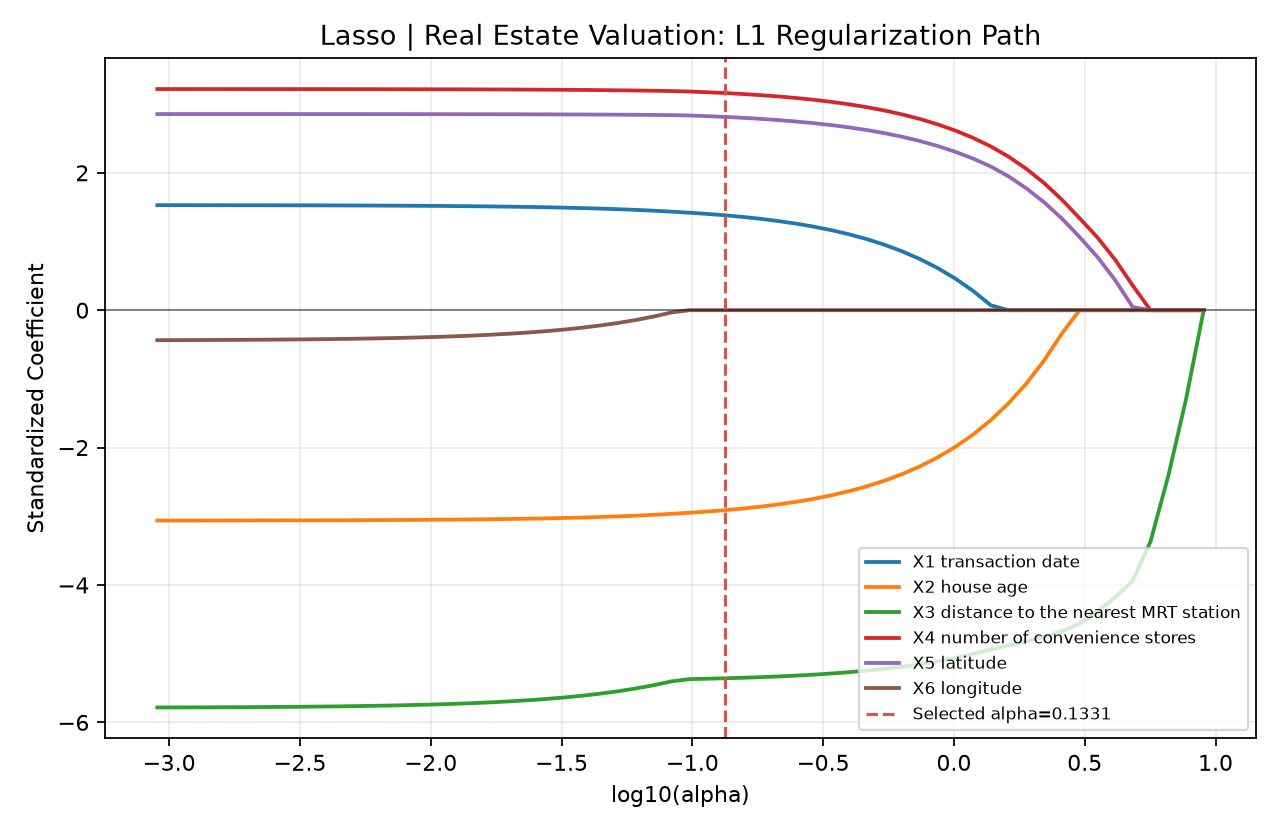 Lasso | Real Estate Valuation: L1 Regularization Path
Standardized Coefficient
2
0
−2
−4
−6
X1 transaction date
X2 house age
X3 distance to the nearest MRT station
X4 number of convenience stores
X5 latitude
X6 longitude
Selected alpha=0.1331
−3.0 −2.5 −2.0 −1.5 −1.0 −0.5 0.0 0.5 1.0
log10(alpha)